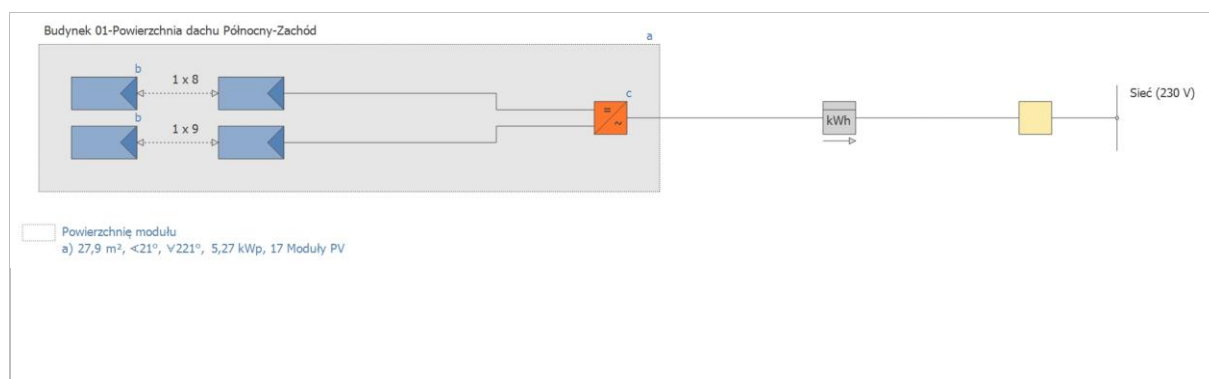 Budynek 01-Powierzchnia dachu Północny-Zachód
a
b
1 x 8
b
1 x 9
c
=
~
kWh
Sieć (230 V)
Powierzchnię modułu
a) 27,9 m², ∢21°, ∀221°, 5,27 kWp, 17 Moduły PV